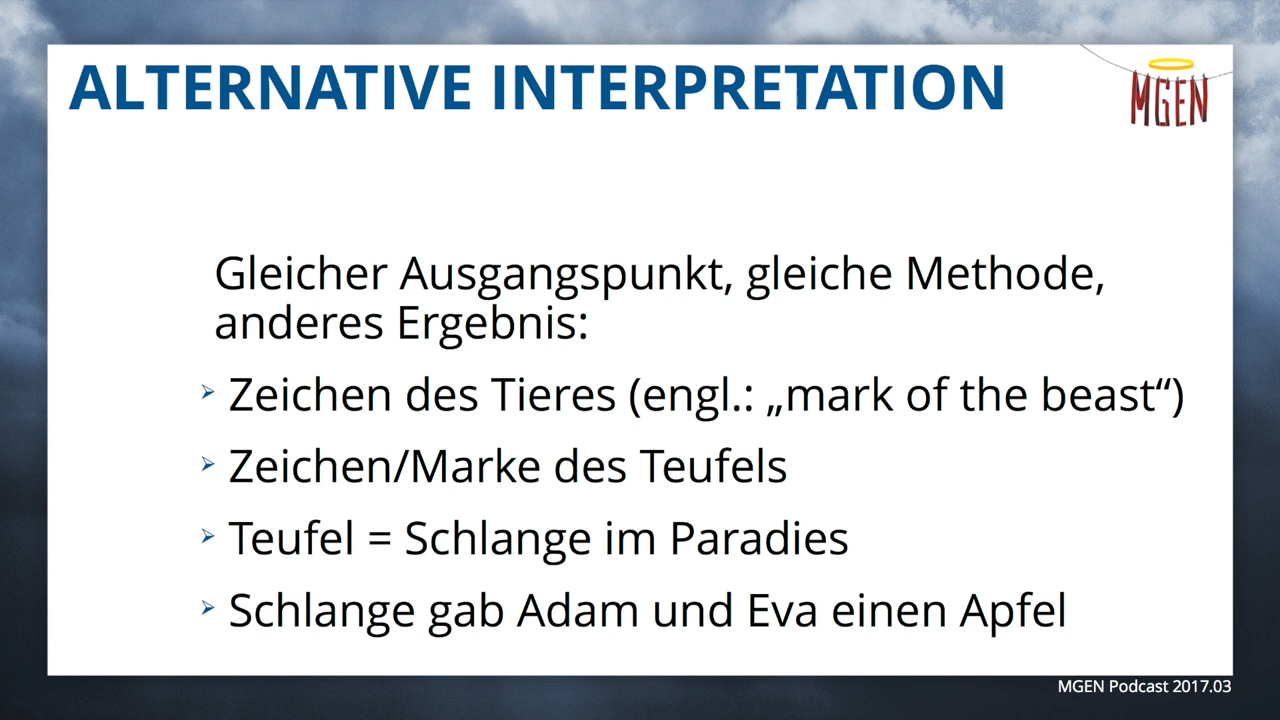 ALTERNATIVE INTERPRETATION
MGEN
Gleicher Ausgangspunkt, gleiche Methode,
anderes Ergebnis:
➢ Zeichen des Tieres (engl.: „mark of the beast“)
➢ Zeichen/Marke des Teufels
➢ Teufel = Schlange im Paradies
➢ Schlange gab Adam und Eva einen Apfel
MGEN Podcast 2017.03